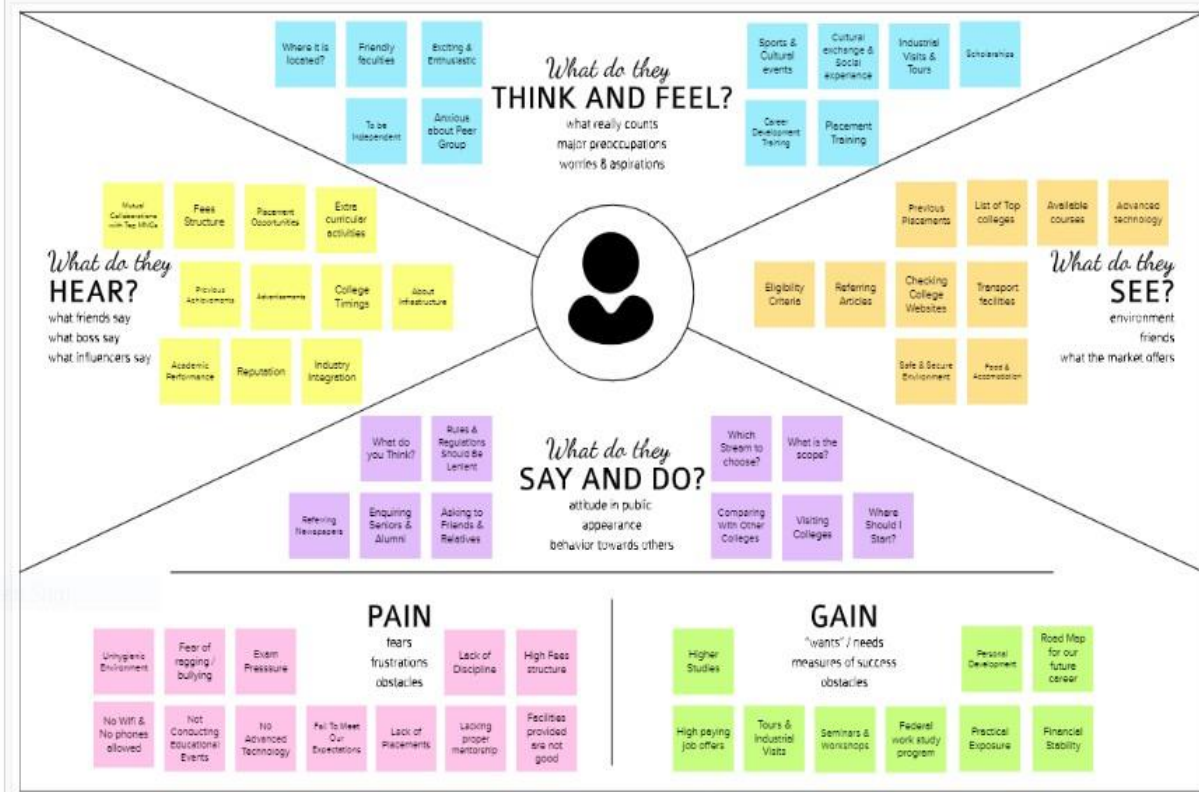 Where it is
located?
Friendly
faculties
Exciting &
Enthusiastic
To be
Independent
Anxious
about Peer
Group
What do they
THINK AND FEEL?
what really counts
major preoccupations
worries & aspirations
Sports &
Cultural
events
Cultural
exchange &
Social
experience
Industrial
Visits &
Tours
Scholarships
Career
Development
Training
Placement
Training
Mutual
Collaborations
with Top MNCs
Fees
Structure
Placement
Opportunities
Extra
curricular
activities
What do they
HEAR?
what friends say
what boss say
what influencers say
Previous
Achievements
Advertisements
College
Timings
About
Infrastructure
Academic
Performance
Reputation
Industry
Integration
Previous
Placements
List of Top
colleges
Available
courses
Advanced
technology
Eligibility
Criteria
Referring
Articles
Checking
College
Websites
Transport
facilities
Safe & Secure
Environment
Food &
Accomodation
What do they
SEE?
environment
friends
what the market offers
What do
you Think?
Rules &
Regulations
Should Be
Lenient
Referring
Newspapers
Enquiring
Seniors &
Alumni
Asking to
Friends &
Relatives
What do they
SAY AND DO?
attitude in public
appearance
behavior towards others
Which
Stream to
choose?
What is the
scope?
Comparing
With Other
Colleges
Visiting
Colleges
Where
Should I
Start?
PAIN
fears
frustrations
obstacles
Unhygienic
Environment
Fear of
ragging /
bullying
Exam
Presssure
Lack of
Discipline
High Fees
structure
No Wifi &
No phones
allowed
Not
Conducting
Educational
Events
No
Advanced
Technology
Fail To Meet
Our
Expectations
Lack of
Placements
Lacking
proper
mentorship
Facilities
provided
are not
good
GAIN
"wants" / needs
measures of success
obstacles
Higher
Studies
Personal
Development
Road Map
for our
future
career
High paying
job offers
Tours &
Industrial
Visits
Seminars &
Workshops
Federal
work study
program
Practical
Exposure
Financial
Stability